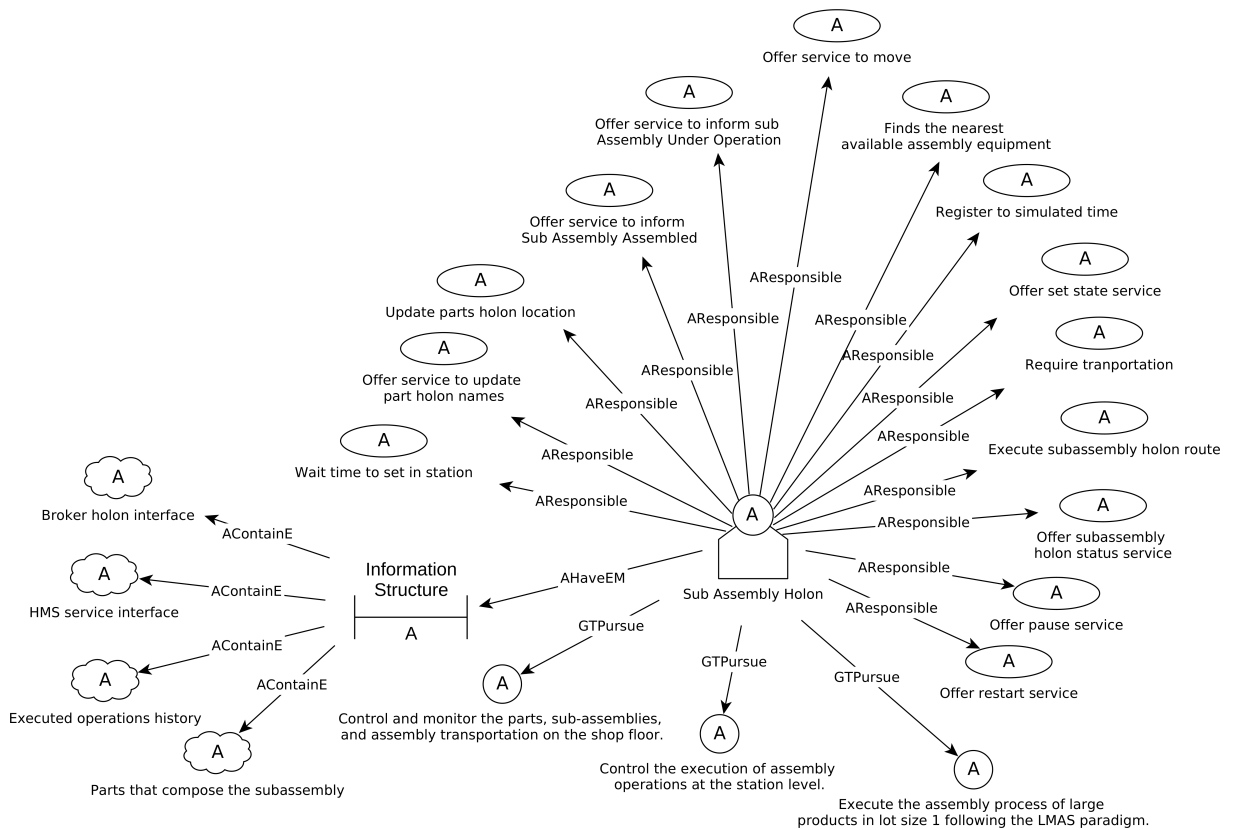 A
Offer service to move
A
Offer service to inform sub
Assembly Under Operation
A
Finds the nearest
available assembly equipment
A
Offer service to inform
Sub Assembly Assembled
A
Register to simulated time
A
Update parts holon location
A
Offer set state service
A
Offer service to update
part holon names
A
Require tranportation
A
Wait time to set in station
A
Execute subassembly holon route
A
Offer subassembly
holon status service
A
Offer pause service
A
Offer restart service
AResponsible
AResponsible
AResponsible
AResponsible
AResponsible
AResponsible
AResponsible
AResponsible
AResponsible
AResponsible
AResponsible
AResponsible
AResponsible
AResponsible
A
Sub Assembly Holon
A
Broker holon interface
AContainE
A
HMS service interface
AContainE
A
Executed operations history
AContainE
A
Parts that compose the subassembly
AContainE
Information
Structure
A
AHaveEM
GTPursue
GTPursue
GTPursue
A
Control and monitor the parts, sub-assemblies,
and assembly transportation on the shop floor.
A
Control the execution of assembly
operations at the station level.
A
Execute the assembly process of large
products in lot size 1 following the LMAS paradigm.